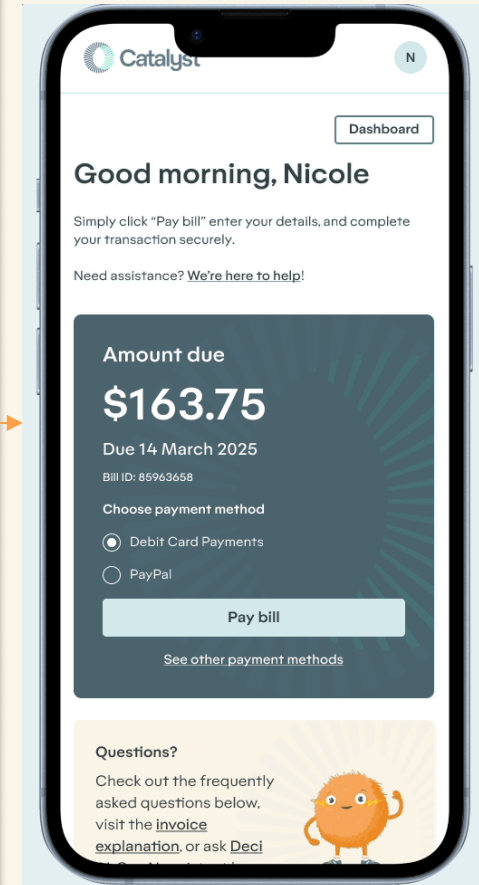 Catalyst
N
Dashboard
Good morning, Nicole
Simply click “Pay bill” enter your details, and complete
your transaction securely.
Need assistance? We’re here to help!
Amount due
$163.75
Due 14 March 2025
Bill ID: 85963658
Choose payment method
Debit Card Payments
PayPal
Pay bill
See other payment methods
Questions?
Check out the frequently
asked questions below,
visit the invoice
explanation, or ask Deci